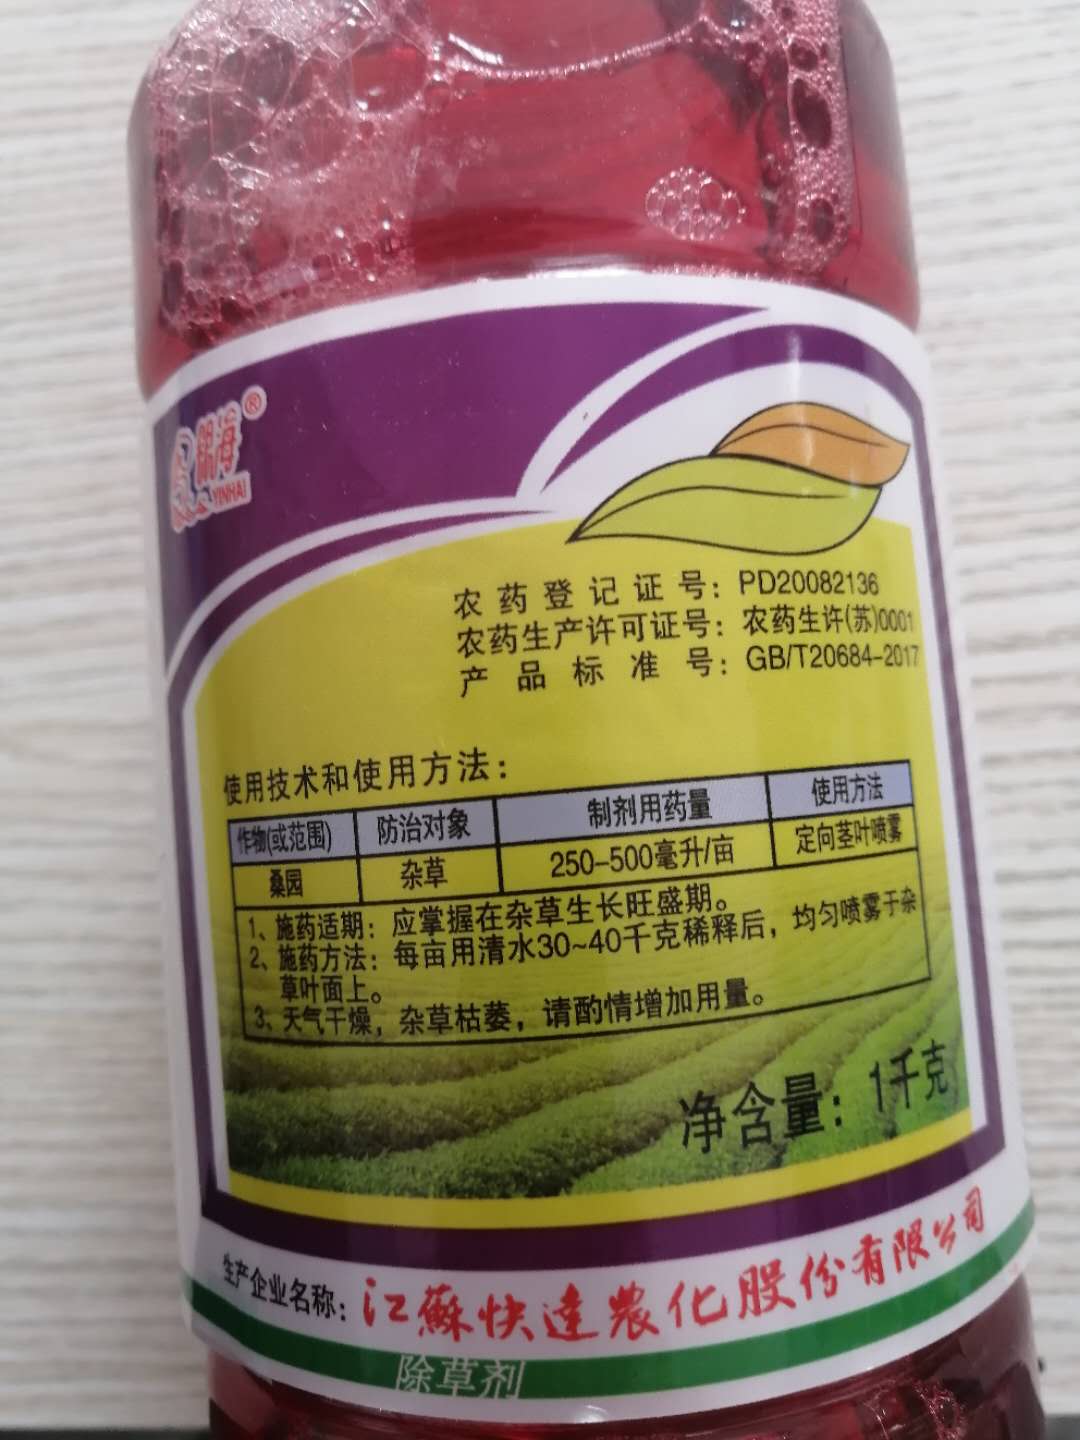 银海®
YINHAI
农药登记证号：PD20082136
农药生产许可证号：农药生许(苏)0001
产品标准号：GB/T20684-2017
使用技术和使用方法：
作物(或范围) 防治对象 制剂用药量 使用方法
桑园 杂草 250-500毫升/亩 定向茎叶喷雾
1、施药适期：应掌握在杂草生长旺盛期。
2、施药方法：每亩用清水30~40千克稀释后，均匀喷雾于杂
草叶面上。
3、天气干燥，杂草枯萎，请酌情增加用量。
净含量：1千克
生产企业名称：江蘇快達農化股份有限公司
除草剂